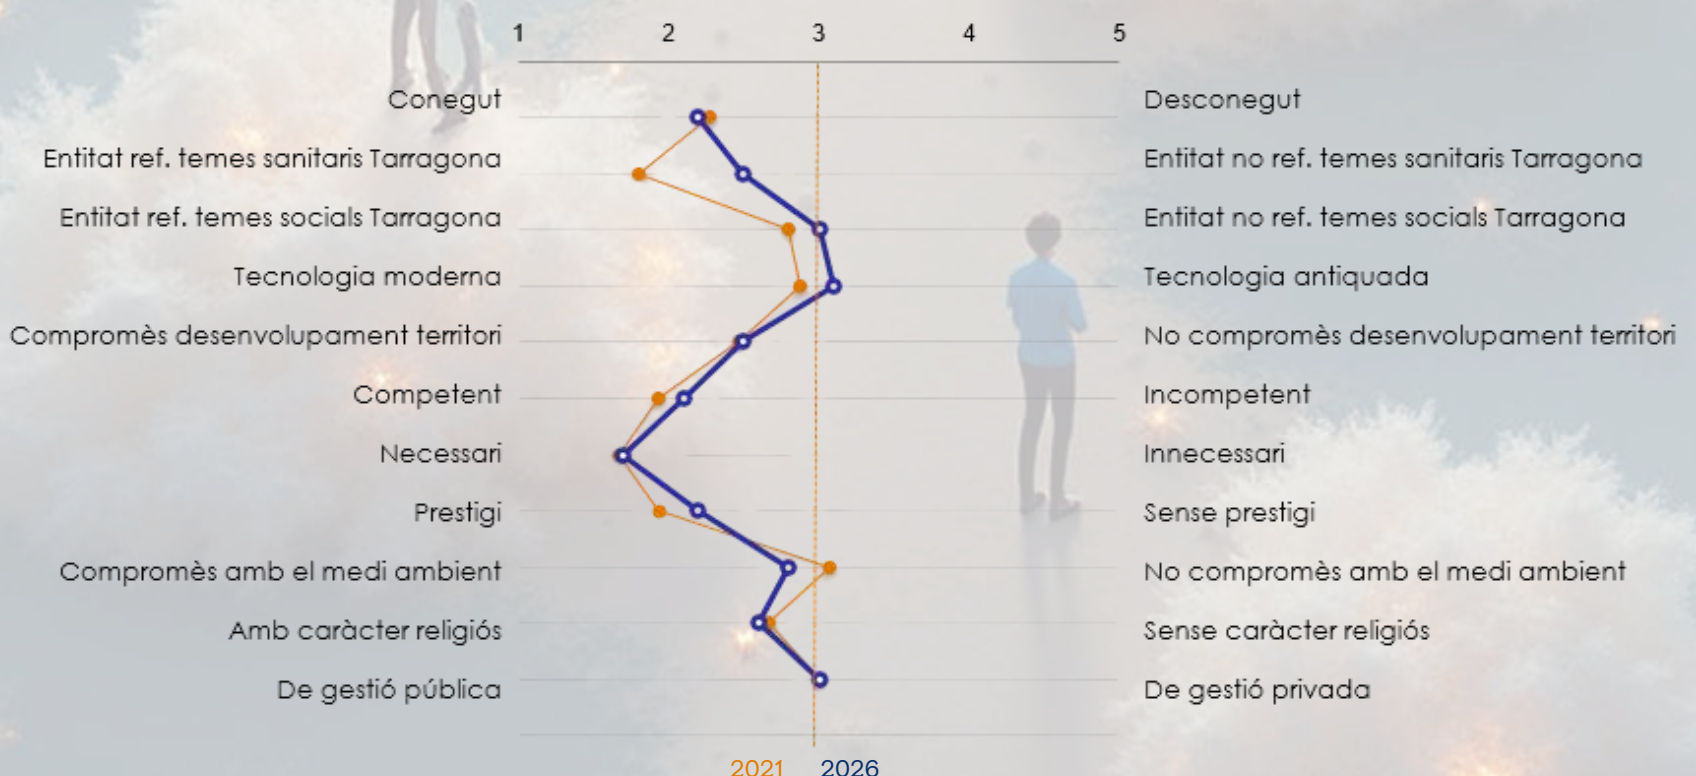 1 2 3 4 5
Conegut Desconegut
Entitat ref. temes sanitaris Tarragona Entitat no ref. temes sanitaris Tarragona
Entitat ref. temes socials Tarragona Entitat no ref. temes socials Tarragona
Tecnologia moderna Tecnologia antiquada
Compromès desenvolupament territori No compromès desenvolupament territori
Competent Incompetent
Necessari Innecessari
Prestigi Sense prestigi
Compromès amb el medi ambient No compromès amb el medi ambient
Amb caràcter religiós Sense caràcter religiós
De gestió pública De gestió privada
2021 2026